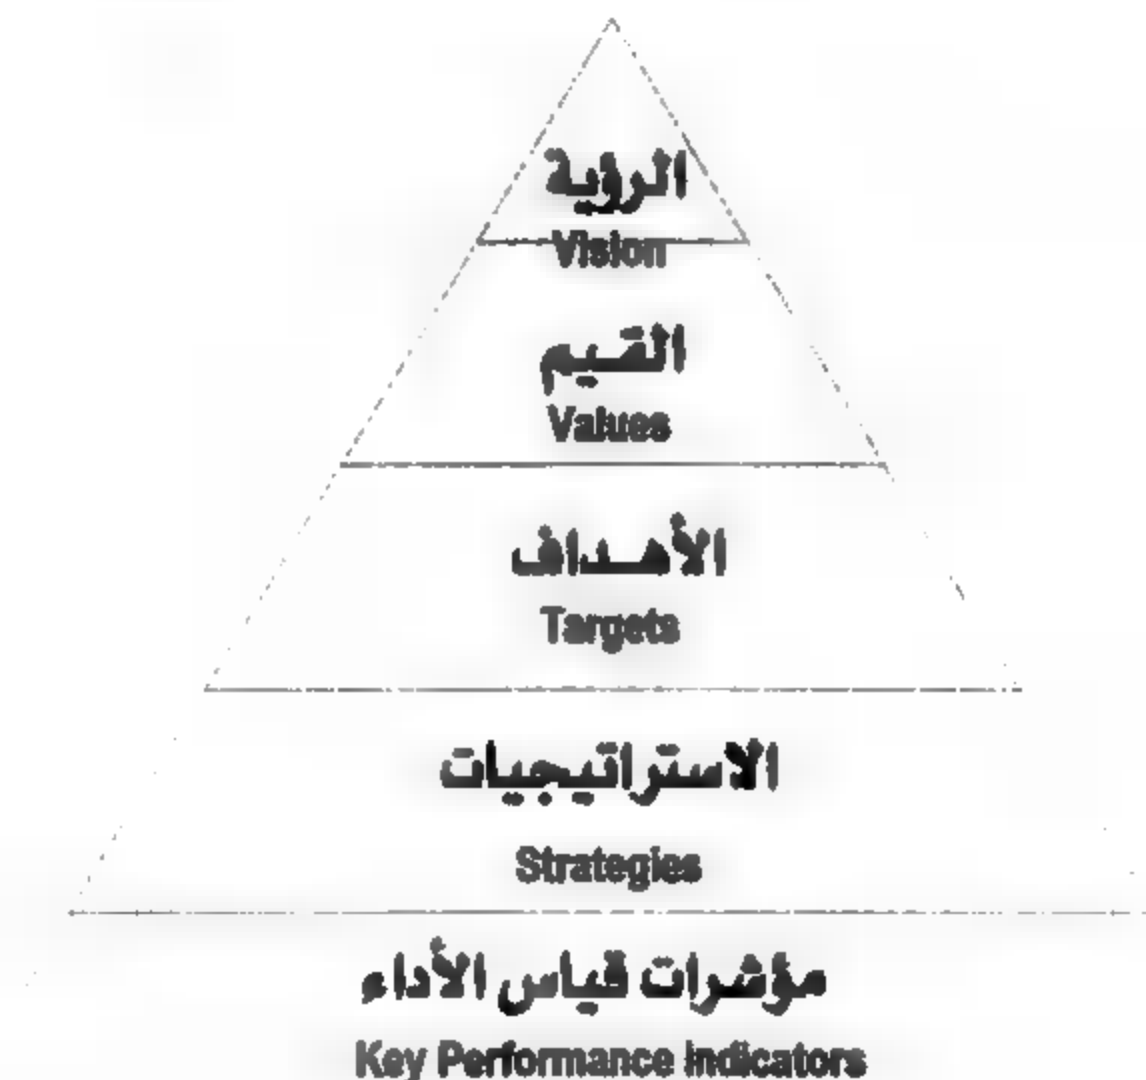 الرؤية
Vision
القيم
Values
الأهداف
Targets
الاستراتيجيات
Strategies
مؤشرات قياس الأداء
Key Performance Indicators